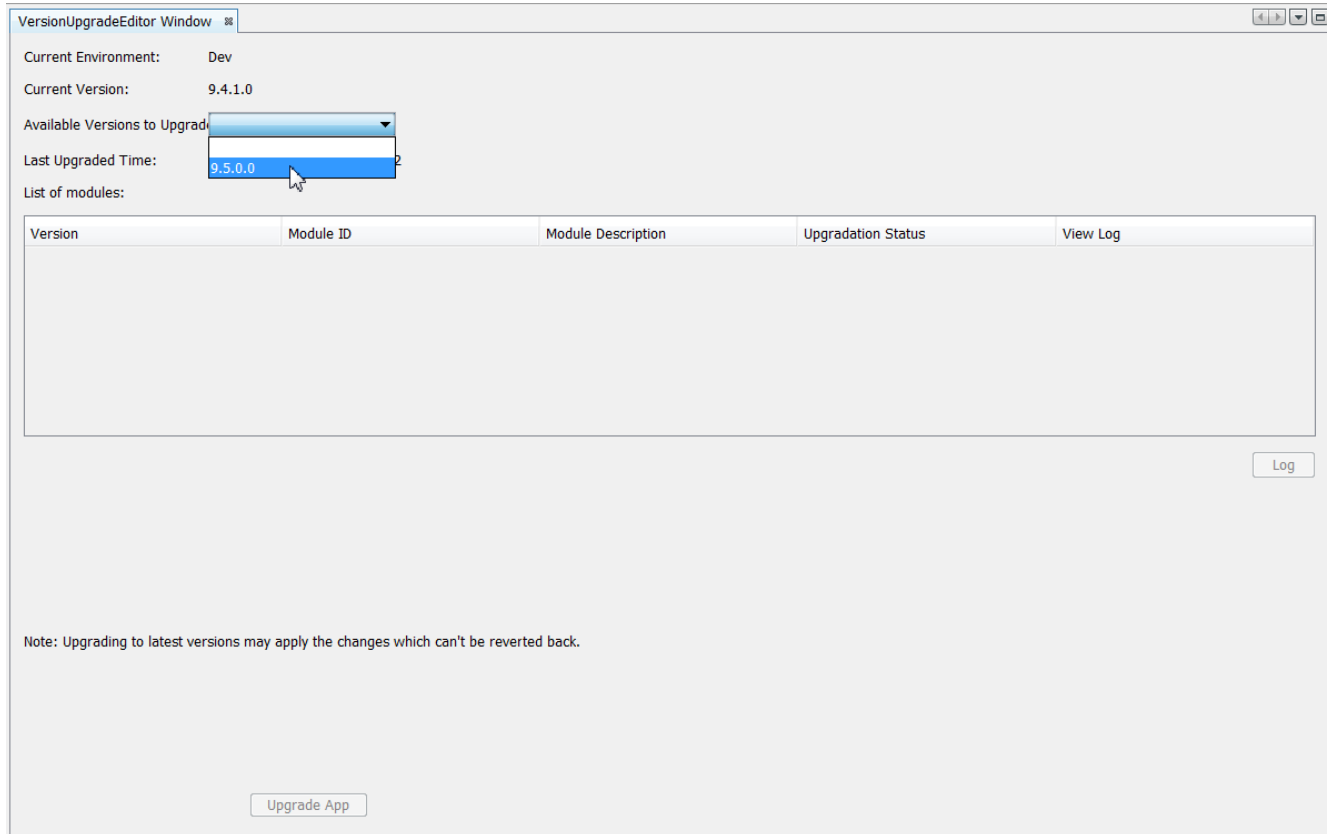 VersionUpgradeEditor Window
Current Environment: Dev
Current Version: 9.4.1.0
Available Versions to Upgrad
9.5.0.0
Last Upgraded Time: 2
List of modules:
Version Module ID Module Description Upgradation Status View Log
Log
Note: Upgrading to latest versions may apply the changes which can't be reverted back.
Upgrade App